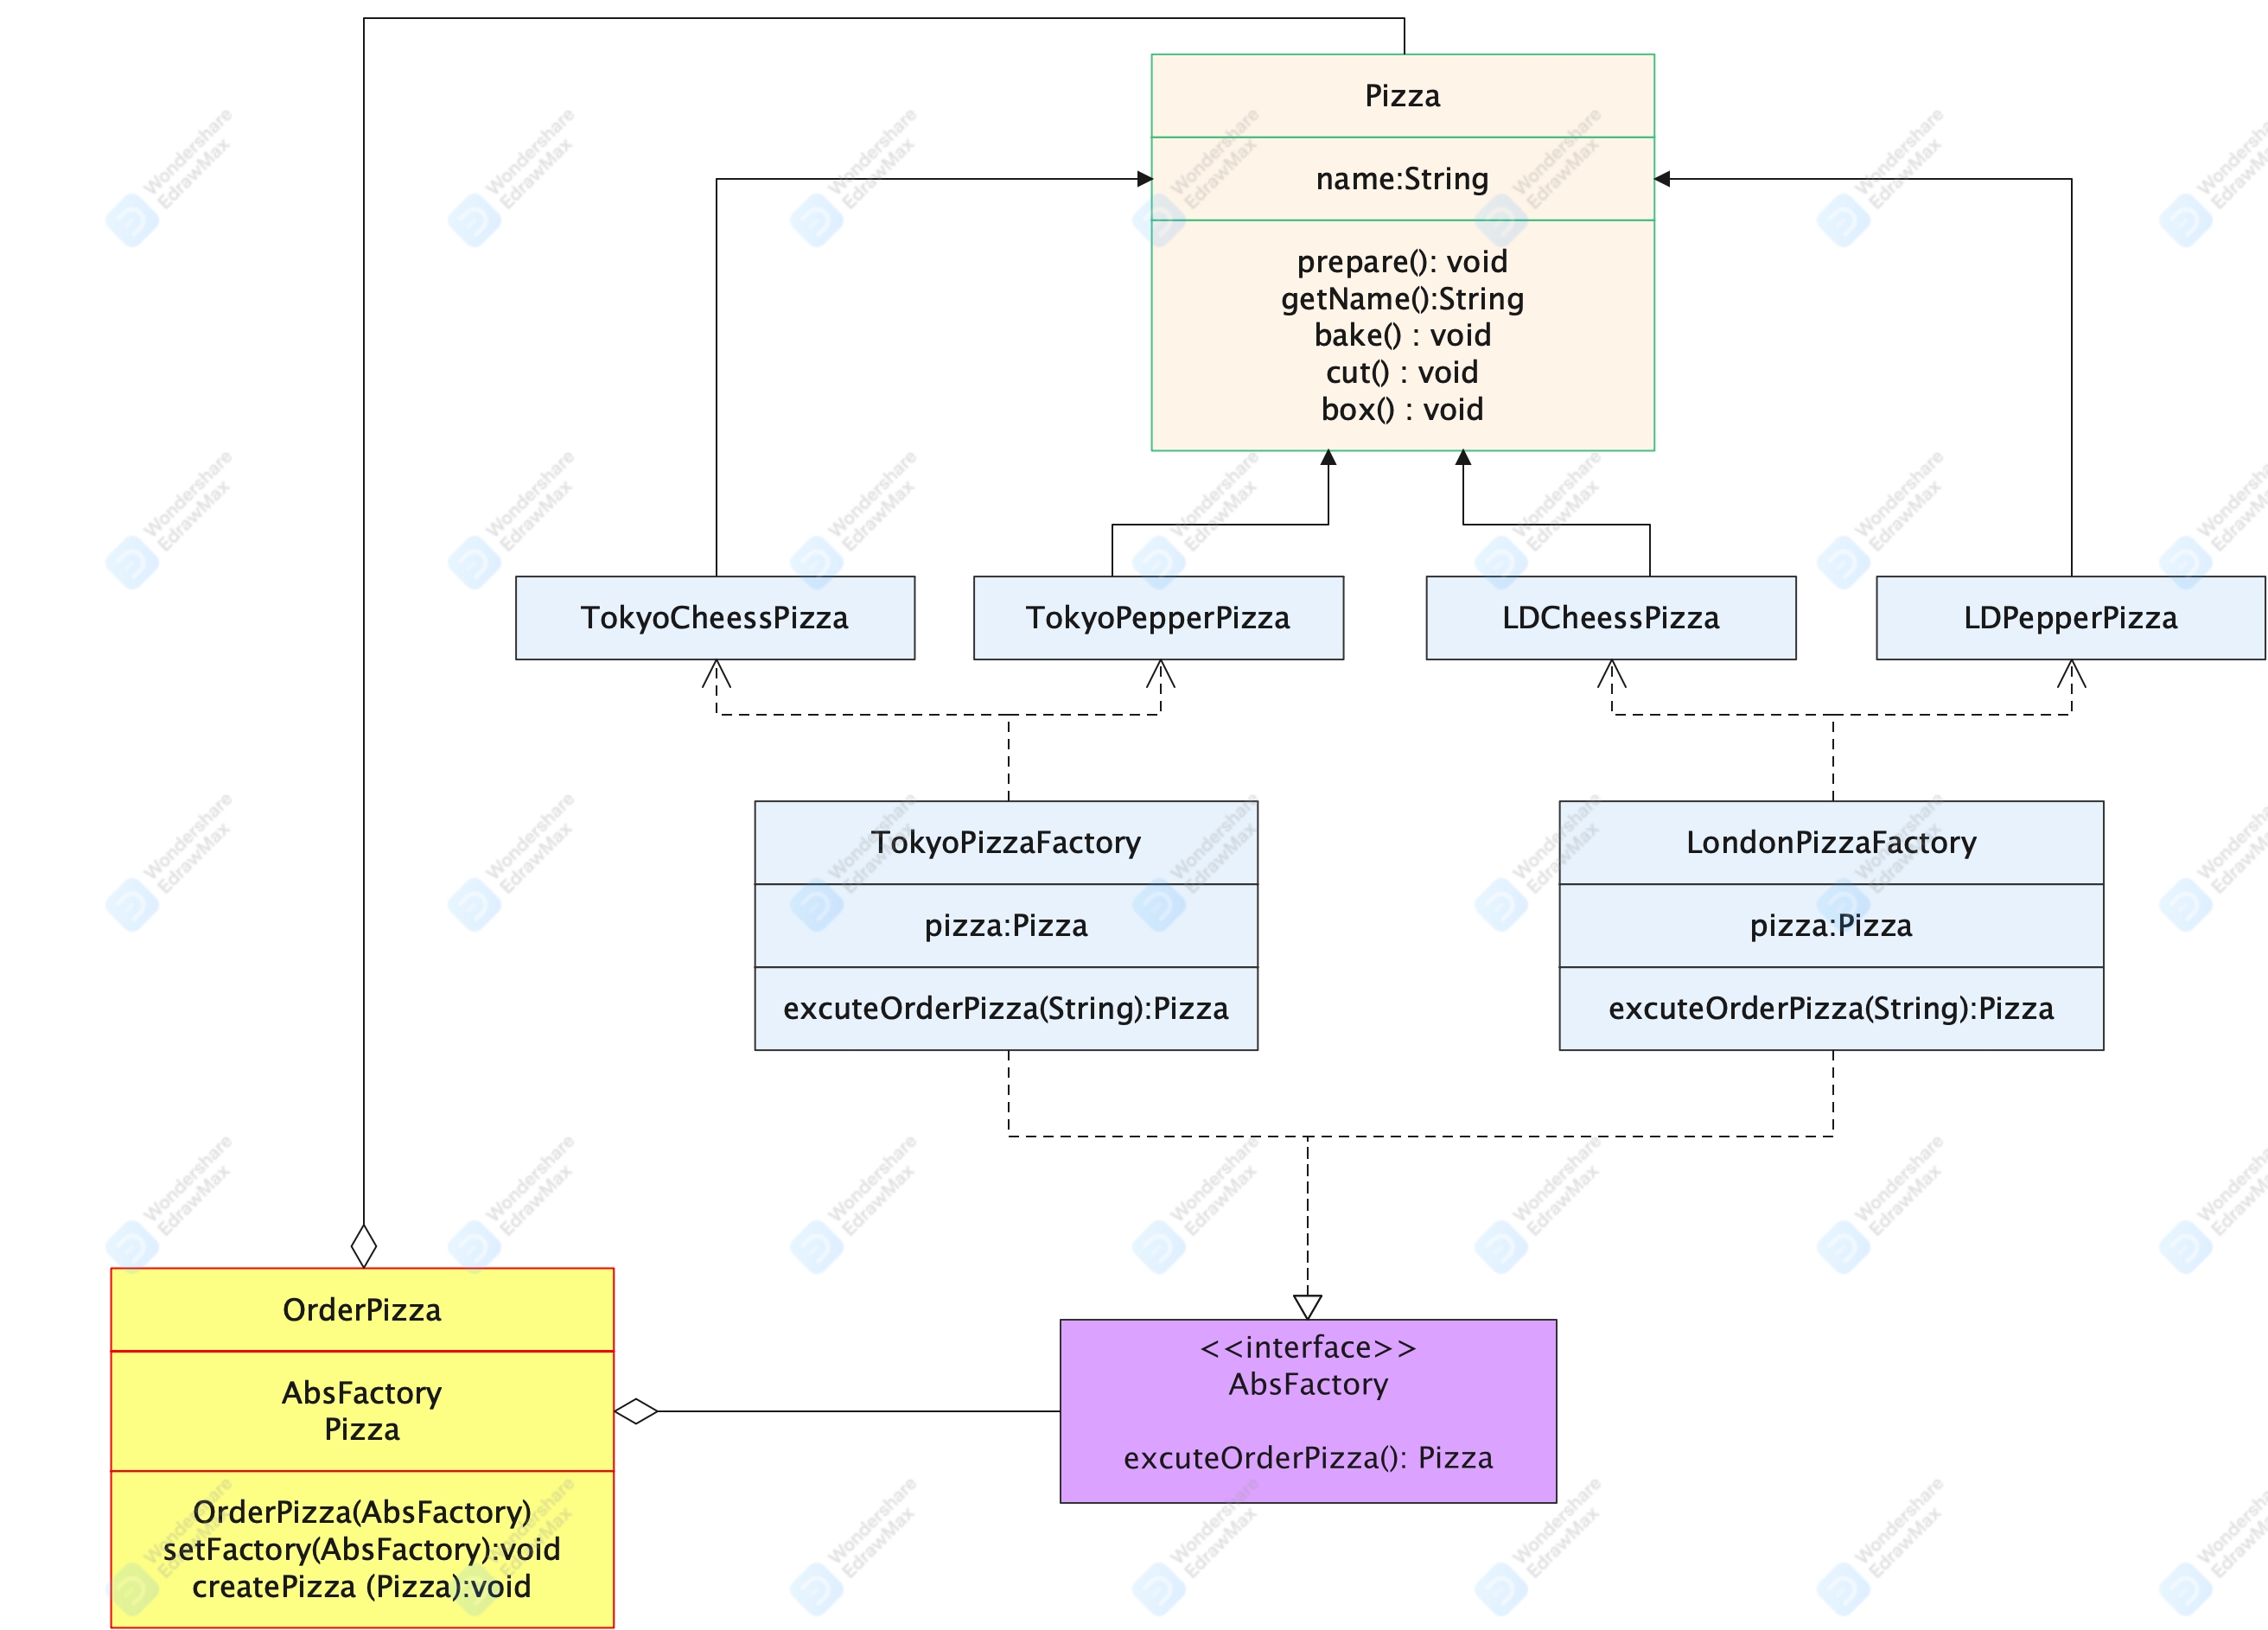 Pizza
name:String
prepare(): void
getName():String
bake() : void
cut() : void
box() : void
TokyoCheessPizza
TokyoPepperPizza
LDCheessPizza
LDPepperPizza
TokyoPizzaFactory
pizza:Pizza
excuteOrderPizza(String):Pizza
LondonPizzaFactory
pizza:Pizza
excuteOrderPizza(String):Pizza
OrderPizza
AbsFactory
Pizza
OrderPizza(AbsFactory)
setFactory(AbsFactory):void
createPizza (Pizza):void
<<interface>>
AbsFactory
excuteOrderPizza(): Pizza
Wondershare
EdrawMax